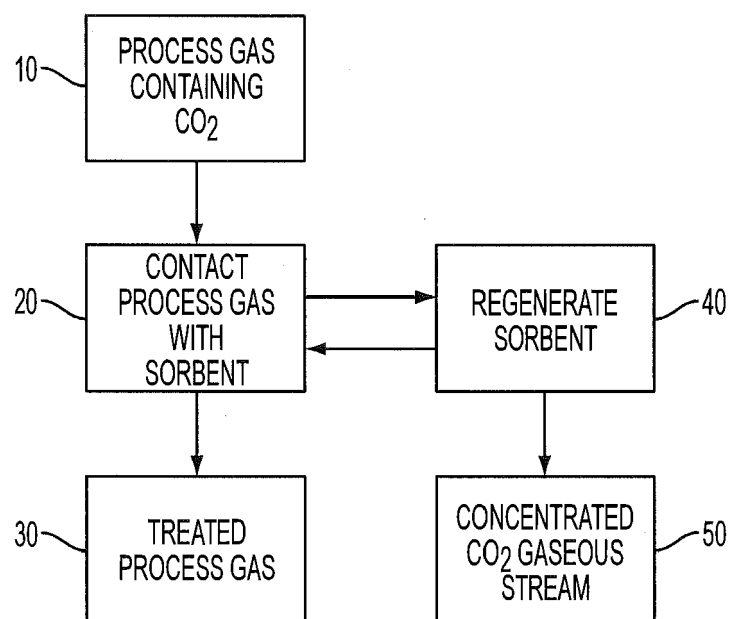 10
PROCESS GAS
CONTAINING
CO2
20
CONTACT
PROCESS GAS
WITH
SORBENT
REGENERATE
SORBENT
40
30
TREATED
PROCESS GAS
CONCENTRATED
CO2 GASEOUS
STREAM
50